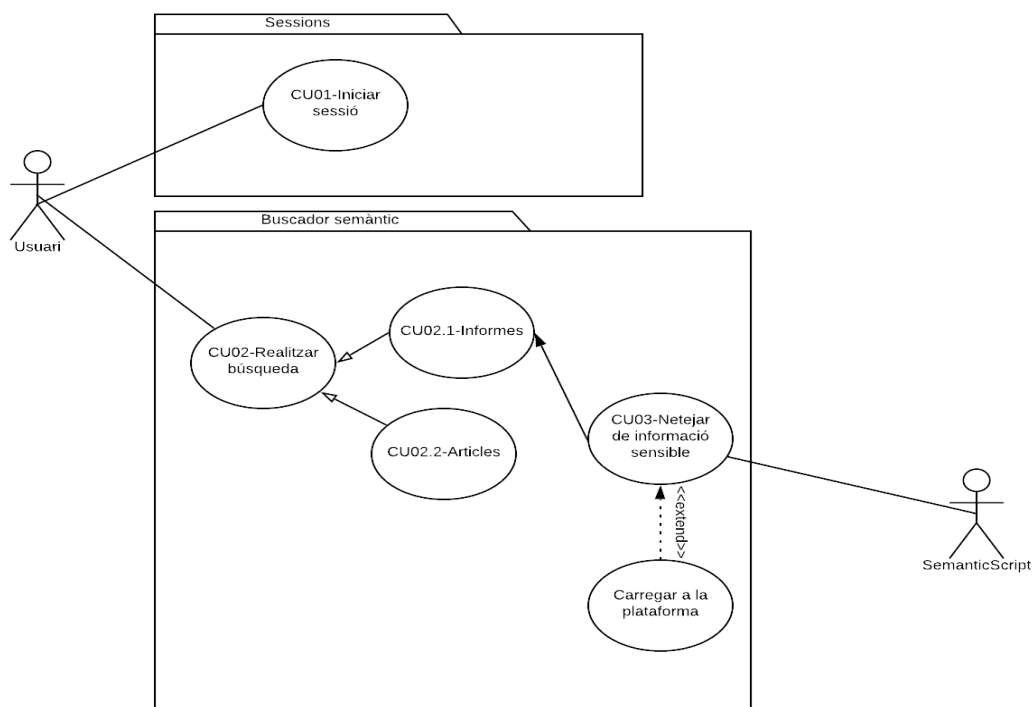 Sessions
CU01-Iniciar
sessió
Usuari
Buscador semàntic
CU02-Realitzar
búsqueda
CU02.1-Informes
CU02.2-Articles
CU03-Netejar
de informació
sensible
<<extend>>
Carregar a la
plataforma
SemanticScript